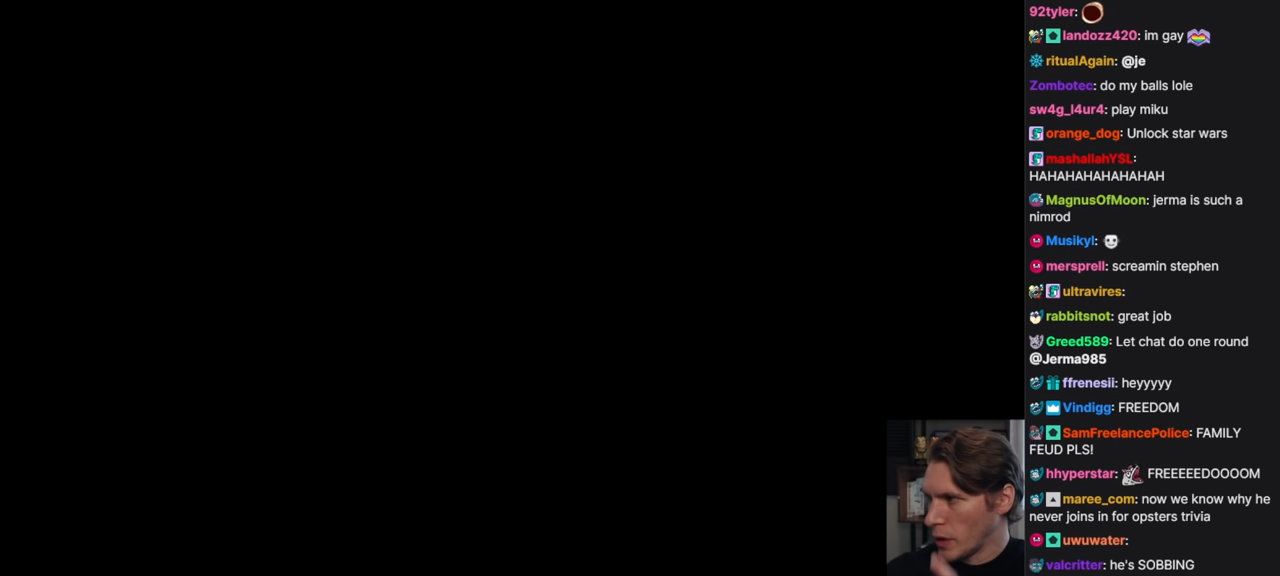 92tyler:
landozz420: im gay
ritualAgain: @je
Zombotec: do my balls lole
sw4g_l4ur4: play miku
orange_dog: Unlock star wars
mashallahYSL:
HAHAHAHAHAHAHAH
MagnusOfMoon: jerma is such a
nimrod
Musikyl:
mersprell: screamin stephen
ultravires:
rabbitsnot: great job
Greed589: Let chat do one round
@Jerma985
ffrenesii: heyyyyy
Vindigg: FREEDOM
SamFreelancePolice: FAMILY
FEUD PLS!
hhyperstar: FREEEEEDOOOOM
maree_com: now we know why he
never joins in for opsters trivia
uwuwater:
valcritter: he's SOBBING